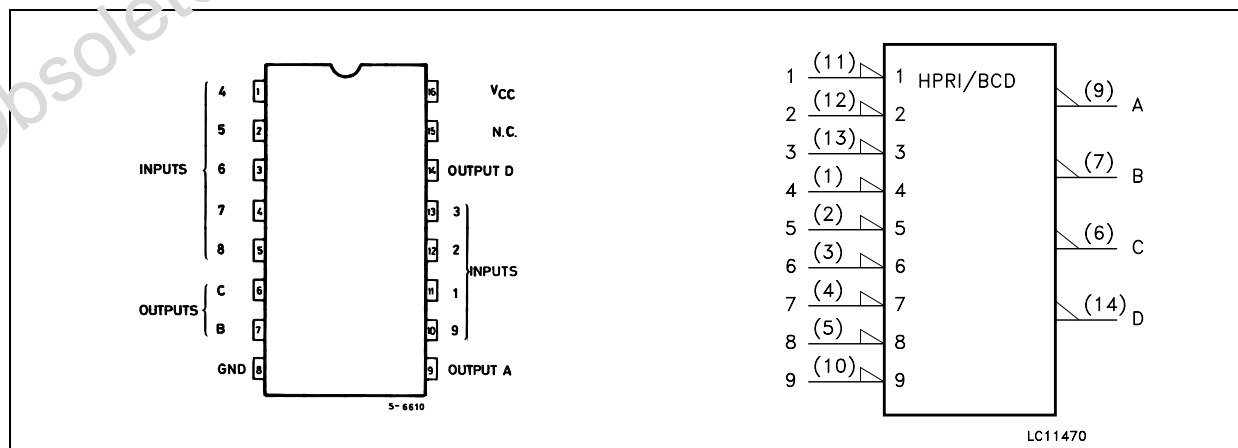 Obsolete
4 1 16 VCC
5 2 15 N.C.
INPUTS 6 3 14 OUTPUT D
7 4 13 3
8 5 12 2
INPUTS
C 6 11 1
OUTPUTS
B 7 10 9
GND 8 9 OUTPUT A
S-6610
HPRI/BCD
1 (11) 1
2 (12) 2
3 (13) 3
4 (1) 4
5 (2) 5
6 (3) 6
7 (4) 7
8 (5) 8
9 (10) 9
(9) A
(7) B
(6) C
(14) D
LC11470